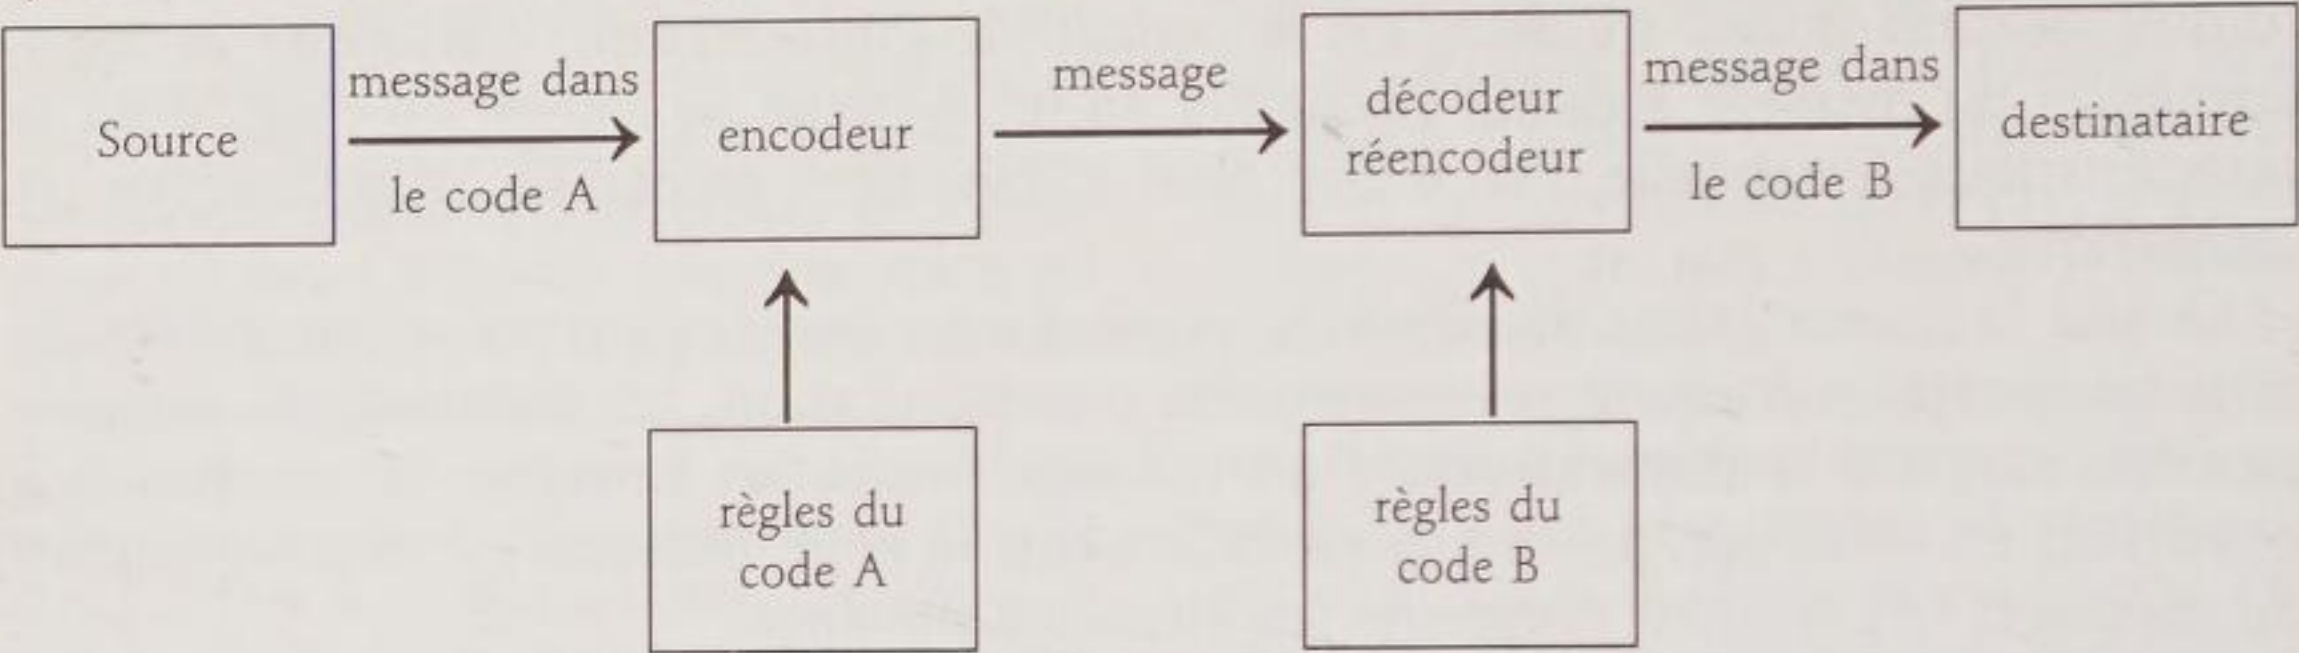 Source
message dans
le code A
encodeur
message
décodeur
réencodeur
message dans
le code B
destinataire
règles du
code A
règles du
code B